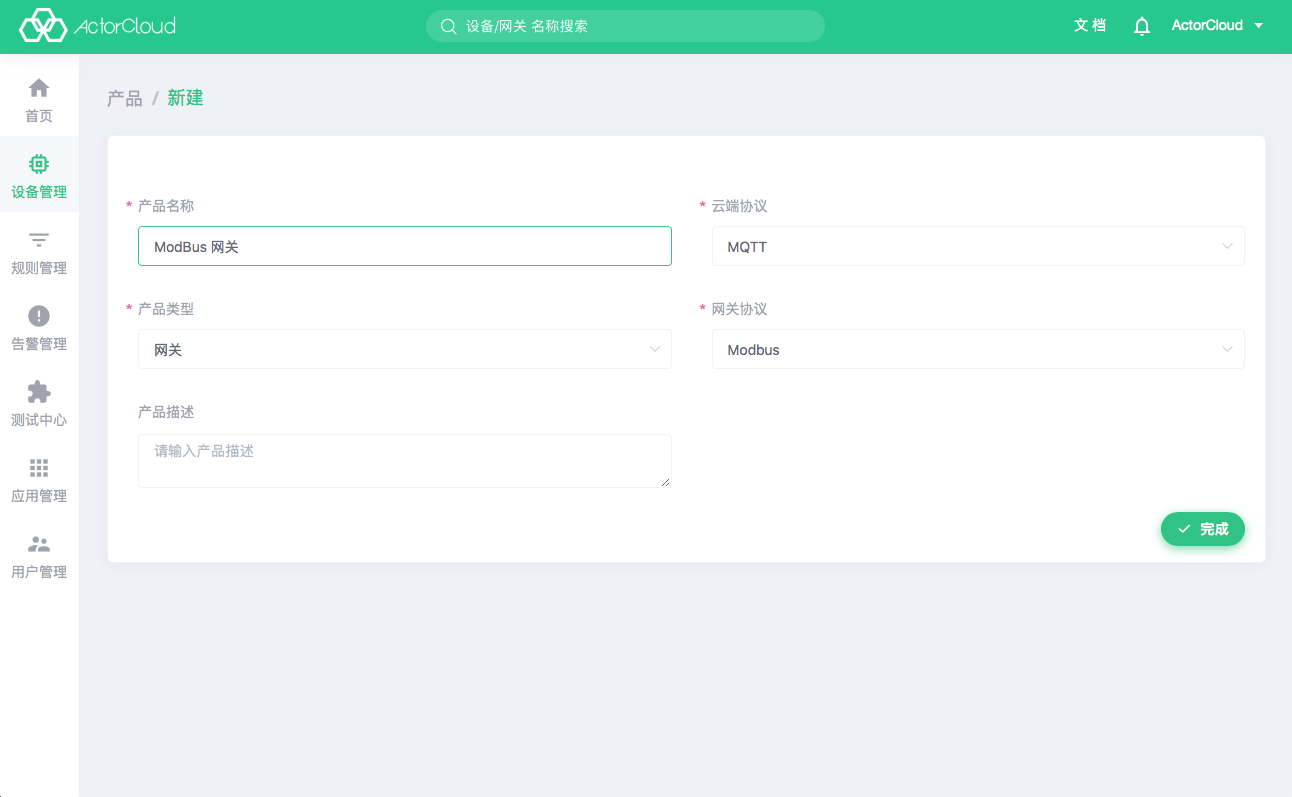 ActorCloud
设备/网关 名称搜索
文档
ActorCloud
首页
设备管理
规则管理
告警管理
测试中心
应用管理
用户管理
产品 / 新建
* 产品名称
ModBus 网关
* 云端协议
MQTT
* 产品类型
网关
* 网关协议
Modbus
产品描述
请输入产品描述
完成